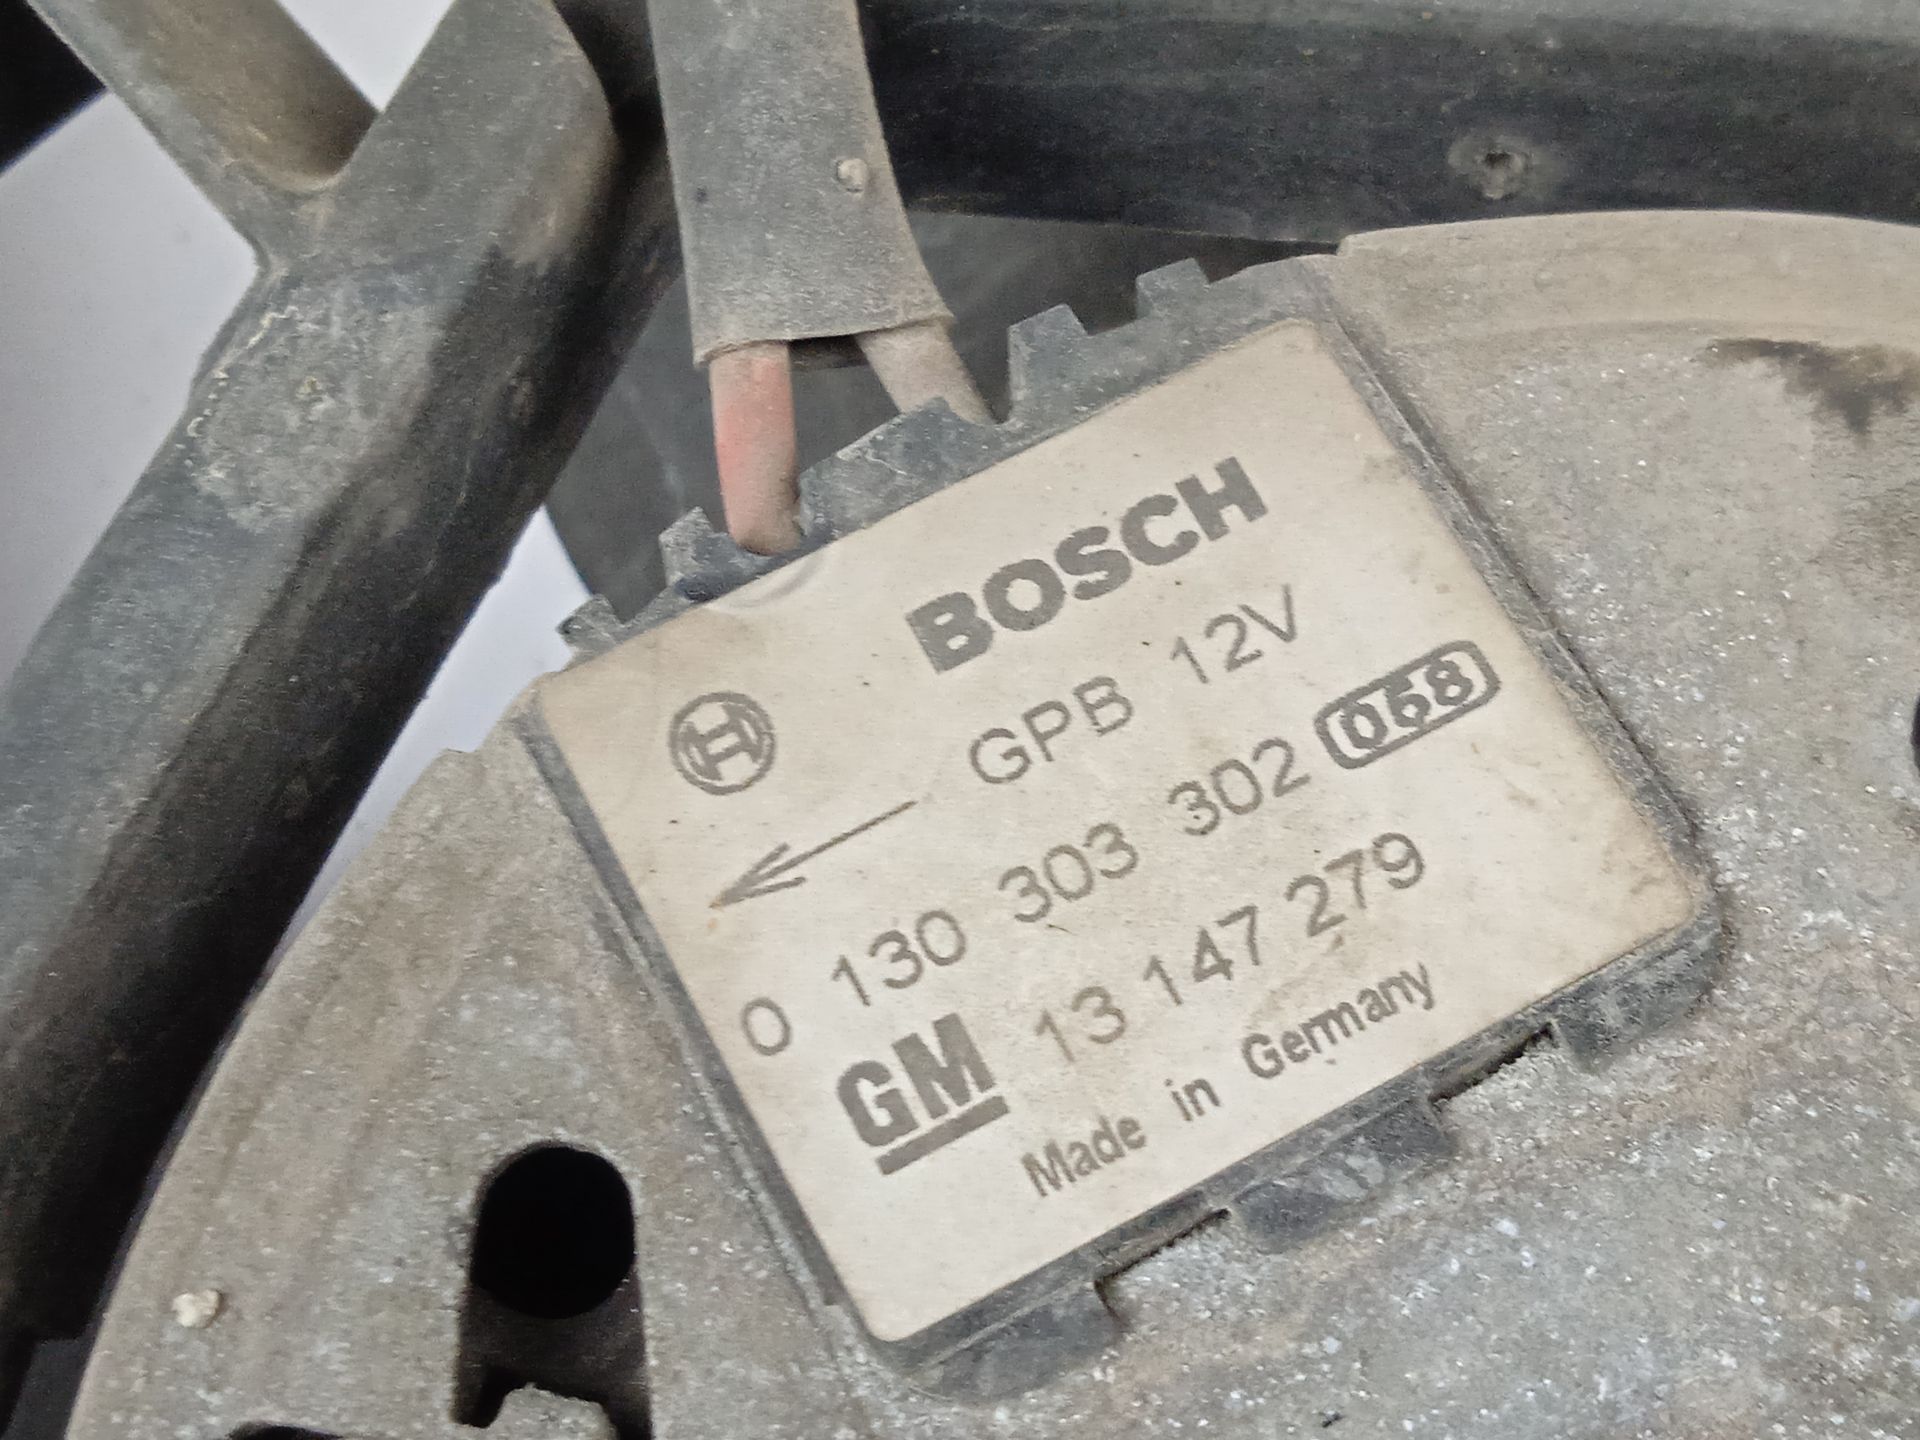 BOSCH
GPB 12V
0 130 303 302 068
GM 13 147 279
Made in Germany